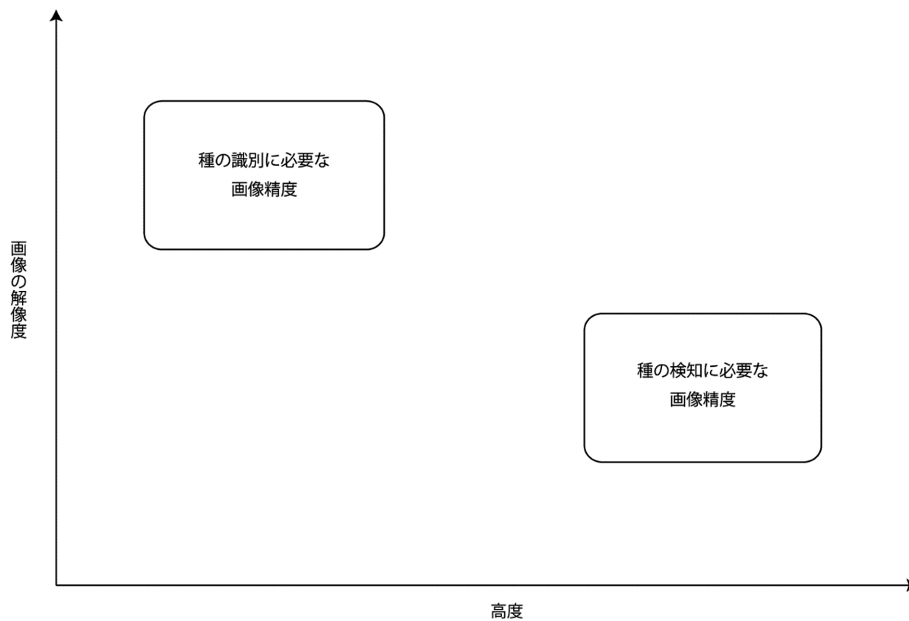 種の識別に必要な
画像精度
画像の解像度
種の検知に必要な
画像精度
高度